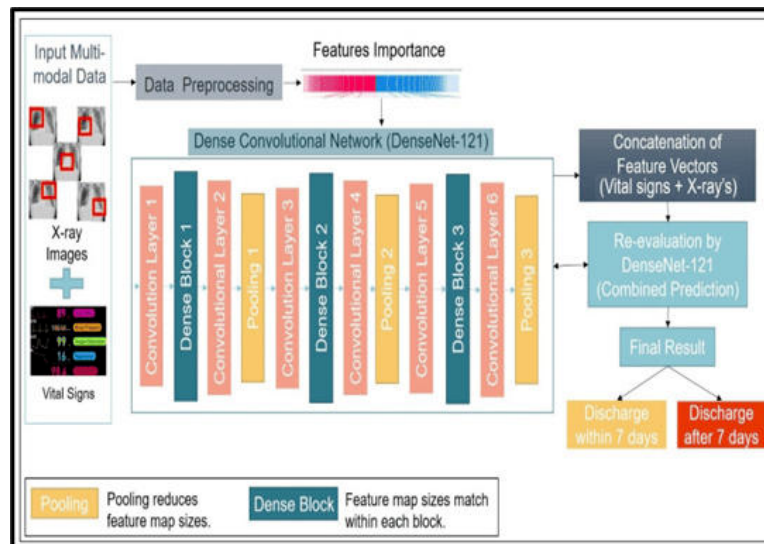 Input Multi-
modal Data
X-ray
Images
Vital Signs
Data Preprocessing
Features Importance
Dense Convolutional Network (DenseNet-121)
Convolution Layer 1
Dense Block 1
Convolutional Layer 2
Pooling 1
Convolution Layer 3
Dense Block 2
Convolutional Layer 4
Pooling 2
Convolutional Layer 5
Dense Block 3
Convolutional Layer 6
Pooling 3
Concatenation of
Feature Vectors
(Vital signs + X-ray's)
Re-evaluation by
DenseNet-121
(Combined Prediction)
Final Result
Discharge
within 7 days
Discharge
after 7 days
Pooling
Pooling reduces
feature map sizes.
Dense Block
Feature map sizes match
within each block.